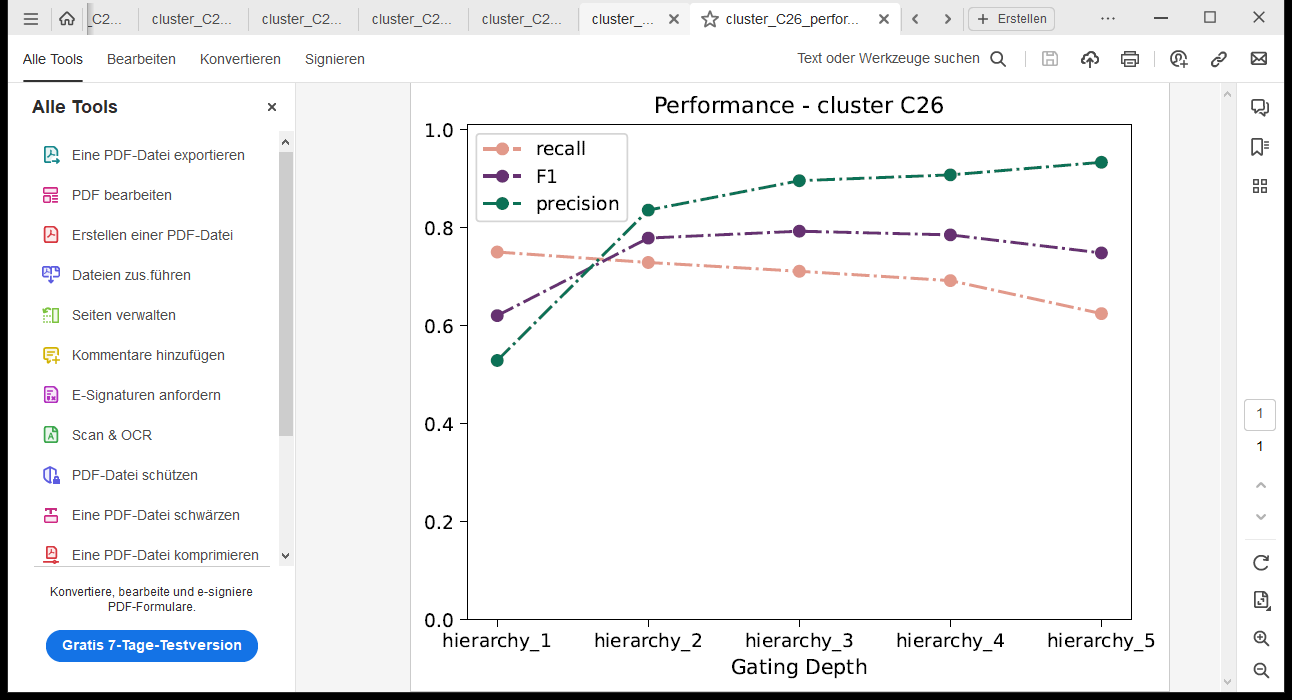 C2...
cluster_C2...
cluster_C2...
cluster_C2...
cluster_C2...
cluster_...
cluster_C26_perfor...
Erstellen
Alle Tools
Bearbeiten
Konvertieren
Signieren
Text oder Werkzeuge suchen
Alle Tools
Eine PDF-Datei exportieren
PDF bearbeiten
Erstellen einer PDF-Datei
Dateien zus.führen
Seiten verwalten
Kommentare hinzufügen
E-Signaturen anfordern
Scan & OCR
PDF-Datei schützen
Eine PDF-Datei schwärzen
Eine PDF-Datei komprimieren
Konvertiere, bearbeite und e-signiere
PDF-Formulare.
Gratis 7-Tage-Testversion
Performance - cluster C26
recall
F1
precision
1.0
0.8
0.6
0.4
0.2
0.0
hierarchy_1
hierarchy_2
hierarchy_3
hierarchy_4
hierarchy_5
Gating Depth
1
1